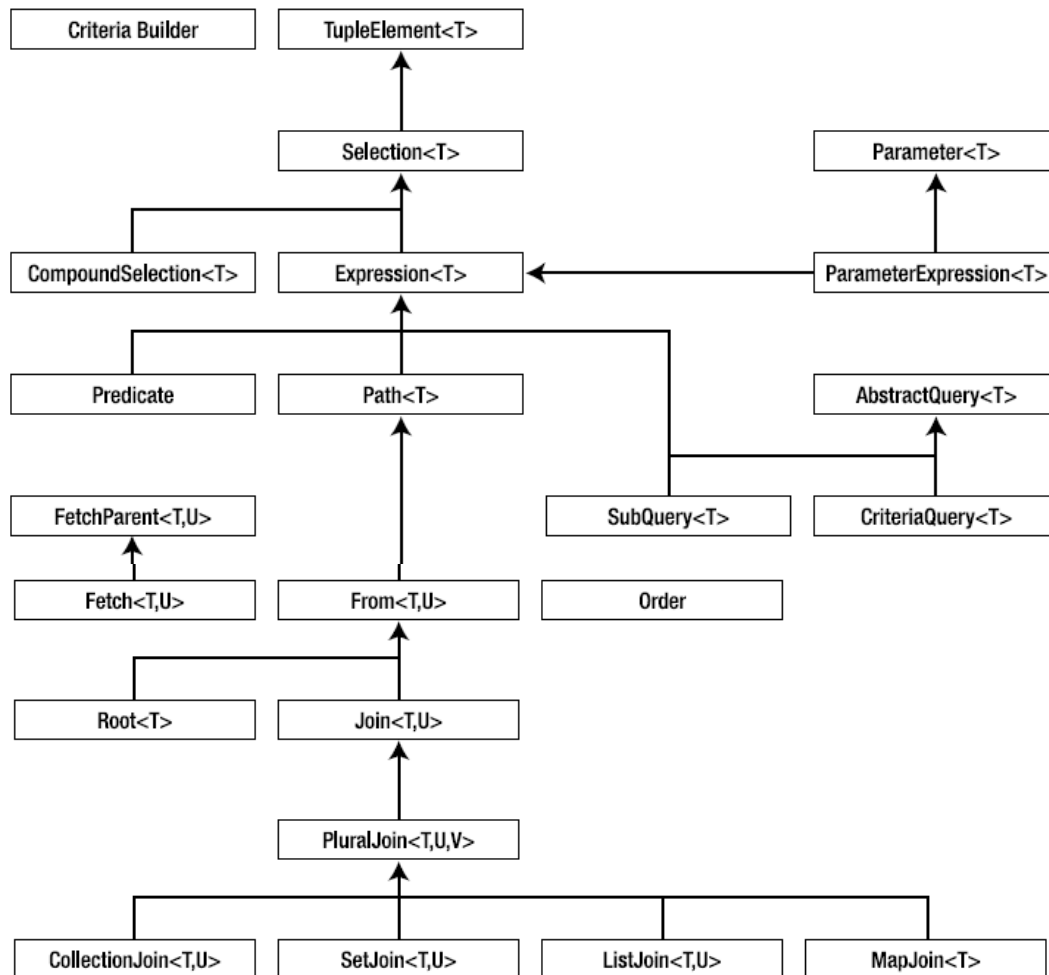 Criteria Builder
TupleElement<T>
Selection<T>
Parameter<T>
CompoundSelection<T>
Expression<T>
ParameterExpression<T>
Predicate
Path<T>
AbstractQuery<T>
FetchParent<T,U>
SubQuery<T>
CriteriaQuery<T>
Fetch<T,U>
From<T,U>
Order
Root<T>
Join<T,U>
PluralJoin<T,U,V>
CollectionJoin<T,U>
SetJoin<T,U>
ListJoin<T,U>
MapJoin<T>